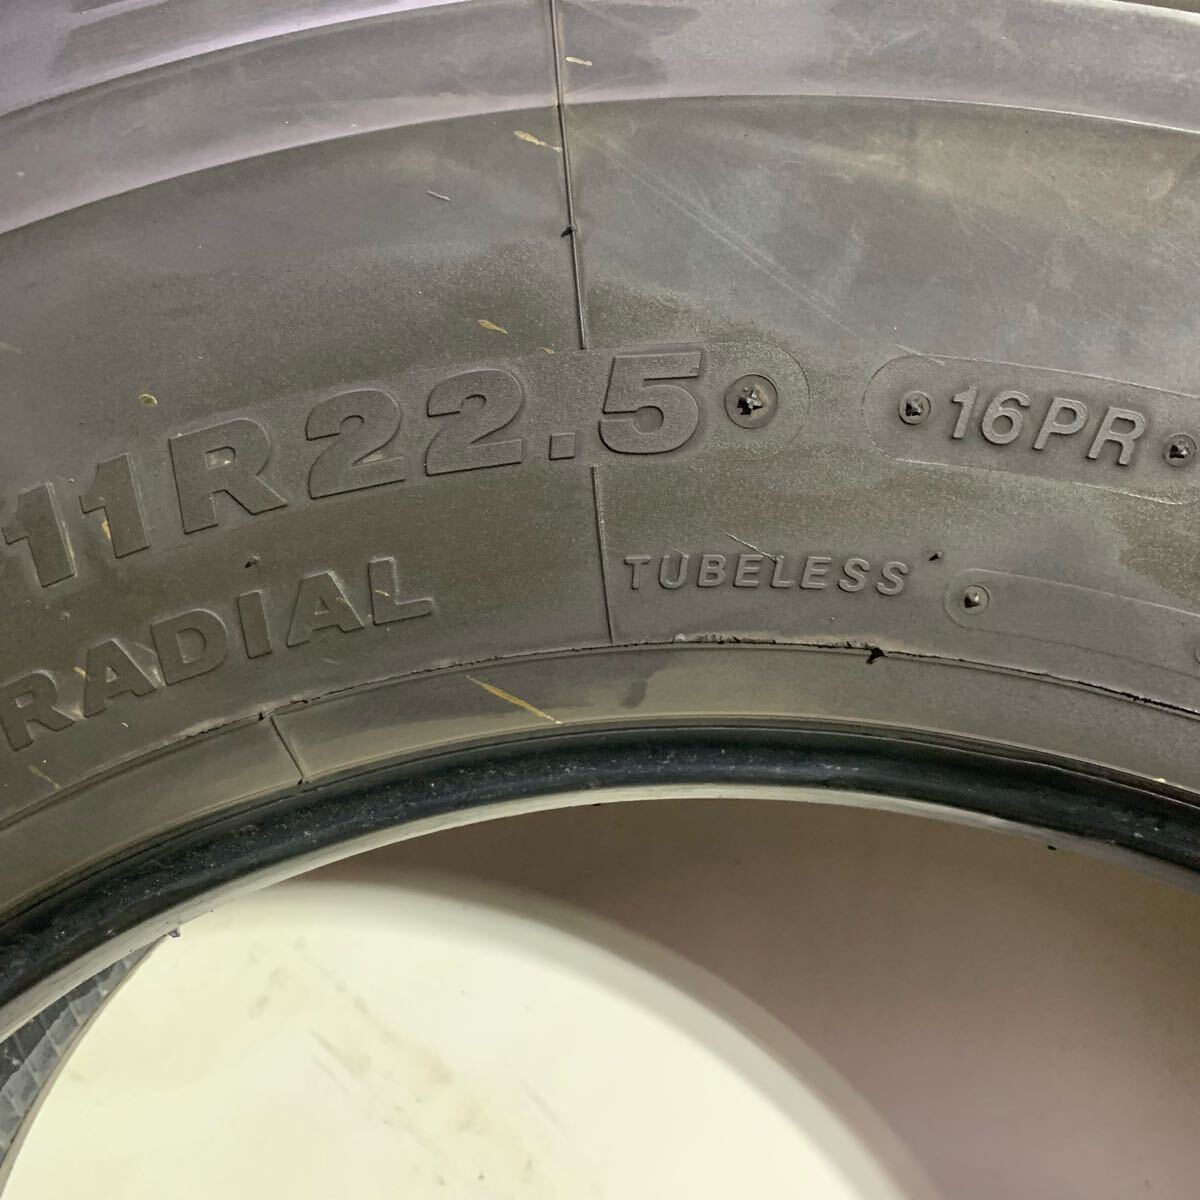 11R22.5
16PR
RADIAL
TUBELESS